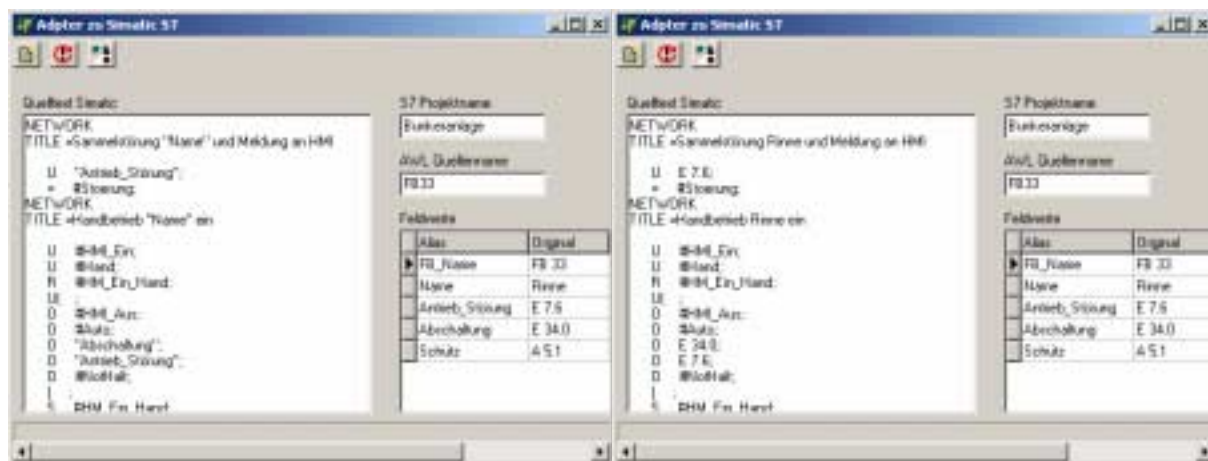 Adpter zu Simatic S7
Quelltext Simatic
NETWORK
TITLE =Sammelstörung "Name" und Meldung an HMI
U "Antrieb_Störung";
= #Stoerung;
NETWORK
TITLE =Handbetrieb "Name" ein
U #HMI_Ein;
U #Hand;
R #HM_Ein_Hand;
U( ;
O #HMI_Aus;
O #Auto;
O "Abschaltung";
O "Antrieb_Störung";
O #NotHalt;
) ;
S #HM_Ein_Hand;
S7 Projektname
Bunkeranlage
AWL Quellenname
FB33
Feldwerte
Alias Original
FB_Name FB 33
Name Rinne
Antrieb_Störung E 7.6
Abschaltung E 34.0
Schütz A 5.1
Adpter zu Simatic S7
Quelltext Simatic
NETWORK
TITLE =Sammelstörung Rinne und Meldung an HMI
U E 7.6;
= #Stoerung;
NETWORK
TITLE =Handbetrieb Rinne ein
U #HMI_Ein;
U #Hand;
R #HM_Ein_Hand;
U( ;
O #HMI_Aus;
O #Auto;
O E 34.0;
O E 7.6;
O #NotHalt;
) ;
S #HM_Ein_Hand;
S7 Projektname
Bunkeranlage
AWL Quellenname
FB33
Feldwerte
Alias Original
FB_Name FB 33
Name Rinne
Antrieb_Störung E 7.6
Abschaltung E 34.0
Schütz A 5.1